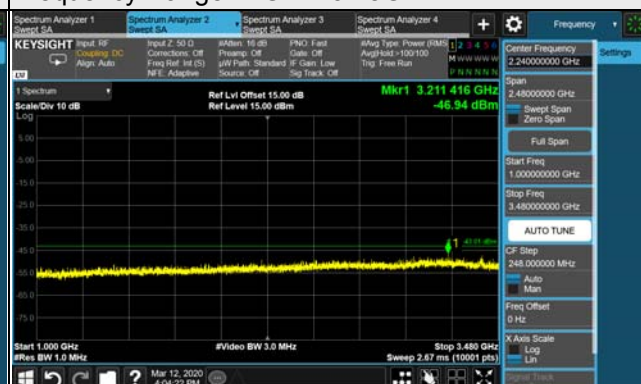 Spectrum Analyzer 1
Swept SA
Spectrum Analyzer 2
Swept SA
Spectrum Analyzer 3
Swept SA
Spectrum Analyzer 4
Swept SA
Frequency
Settings
KEYSIGHT
Input: RF
Coupling: DC
Align: Auto
Input Z: 50 Ω
Corrections: Off
Freq Ref: Int (S)
NFE: Adaptive
#Atten: 16 dB
Preamp: Off
µW Path: Standard
Source: Off
PNO: Fast
Gate: Off
IF Gain: Low
Sig Track: Off
#Avg Type: Power (RMS)
Avg|Hold:>100/100
Trig: Free Run
1 2 3 4 5 6
M W W W W W
P N N N N N
1 Spectrum
Scale/Div 10 dB
Log
Ref Lvl Offset 15.00 dB
Ref Level 15.00 dBm
Mkr1 3.211 416 GHz
-46.94 dBm
5.00
-5.00
-15.0
-25.0
-35.0
-45.0
-55.0
-65.0
-75.0
1
Start 1.000 GHz
#Res BW 1.0 MHz
#Video BW 3.0 MHz
Stop 3.480 GHz
Sweep 2.67 ms (10001 pts)
Mar 12, 2020
4:04:22 PM
Center Frequency
2.240000000 GHz
Span
2.48000000 GHz
Swept Span
Zero Span
Full Span
Start Freq
1.000000000 GHz
Stop Freq
3.480000000 GHz
AUTO TUNE
CF Step
248.000000 MHz
Auto
Man
Freq Offset
0 Hz
X Axis Scale
Log
Lin
Signal Track